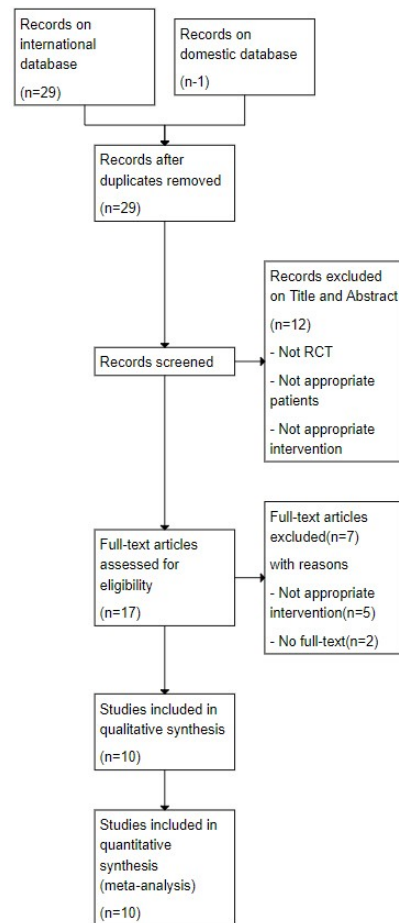 Records on
international
database
(n=29)
Records on
domestic database
(n-1)
Records after
duplicates removed
(n=29)
Records screened
Records excluded
on Title and Abstract
(n=12)
- Not RCT
- Not appropriate
patients
- Not appropriate
intervention
Full-text articles
assessed for
eligibility
(n=17)
Full-text articles
excluded(n=7)
with reasons
- Not appropriate
intervention(n=5)
- No full-text(n=2)
Studies included in
qualitative synthesis
(n=10)
Studies included in
quantitative
synthesis
(meta-analysis)
(n=10)